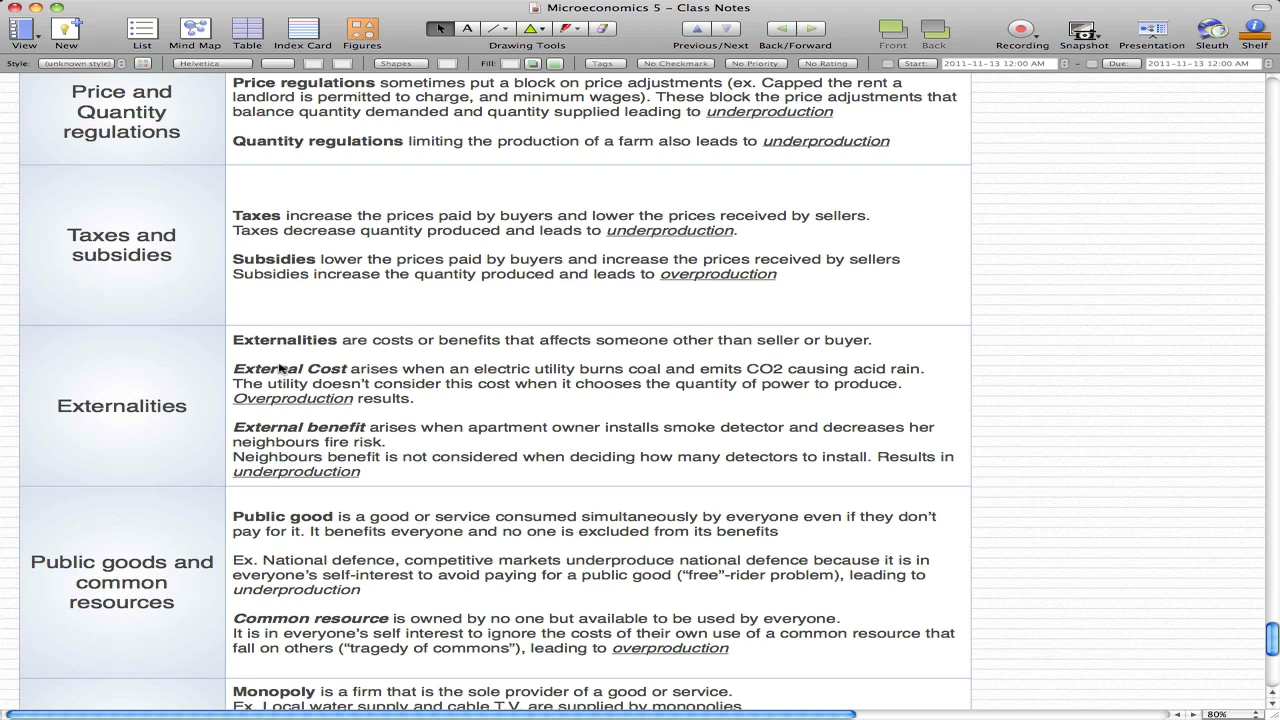 Microeconomics 5 – Class Notes
View
New
List
Mind Map
Table
Index Card
Figures
A
Drawing Tools
Previous/Next
Back/Forward
Front
Back
Recording
Snapshot
Presentation
Sleuth
Shelf
Style:
(unknown style)
Helvetica
Shapes
Fill:
Tags
No Checkmark
No Priority
No Rating
Start:
2011-11-13 12:00 AM
Due:
2011-11-13 12:00 AM
Price and
Quantity
regulations
Price regulations sometimes put a block on price adjustments (ex. Capped the rent a
landlord is permitted to charge, and minimum wages). These block the price adjustments that
balance quantity demanded and quantity supplied leading to underproduction
Quantity regulations limiting the production of a farm also leads to underproduction
Taxes and
subsidies
Taxes increase the prices paid by buyers and lower the prices received by sellers.
Taxes decrease quantity produced and leads to underproduction.
Subsidies lower the prices paid by buyers and increase the prices received by sellers
Subsidies increase the quantity produced and leads to overproduction
Externalities
Externalities are costs or benefits that affects someone other than seller or buyer.
External Cost arises when an electric utility burns coal and emits CO2 causing acid rain.
The utility doesn't consider this cost when it chooses the quantity of power to produce.
Overproduction results.
External benefit arises when apartment owner installs smoke detector and decreases her
neighbours fire risk.
Neighbours benefit is not considered when deciding how many detectors to install. Results in
underproduction
Public goods and
common
resources
Public good is a good or service consumed simultaneously by everyone even if they don't
pay for it. It benefits everyone and no one is excluded from its benefits
Ex. National defence, competitive markets underproduce national defence because it is in
everyone's self-interest to avoid paying for a public good ("free"-rider problem), leading to
underproduction
Common resource is owned by no one but available to be used by everyone.
It is in everyone's self interest to ignore the costs of their own use of a common resource that
fall on others ("tragedy of commons"), leading to overproduction
Monopoly is a firm that is the sole provider of a good or service.
Ex. Local water supply and cable T.V. are supplied by monopolies
80%